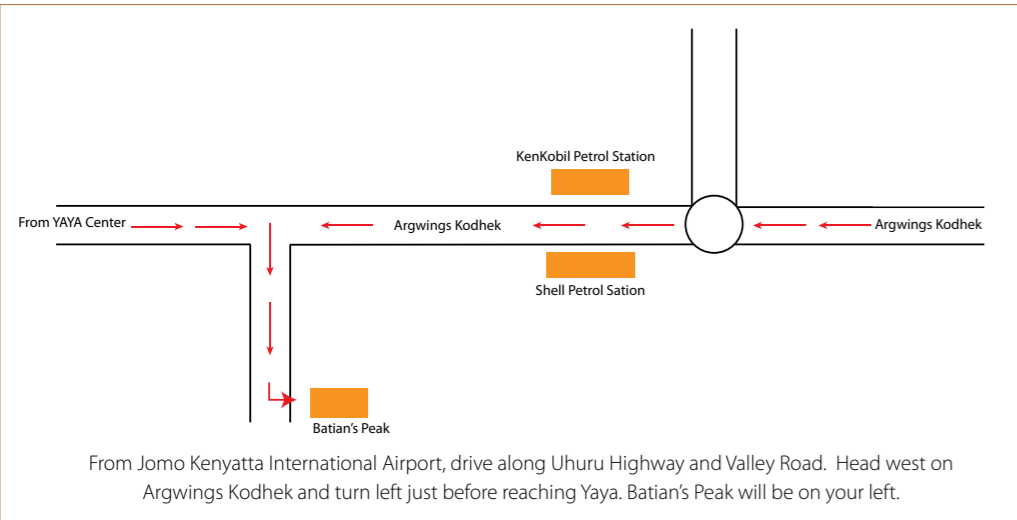 KenKobil Petrol Station
From YAYA Center
Argwings Kodhek
Argwings Kodhek
Shell Petrol Sation
Batian's Peak
From Jomo Kenyatta International Airport, drive along Uhuru Highway and Valley Road. Head west on
Argwings Kodhek and turn left just before reaching Yaya. Batian's Peak will be on your left.